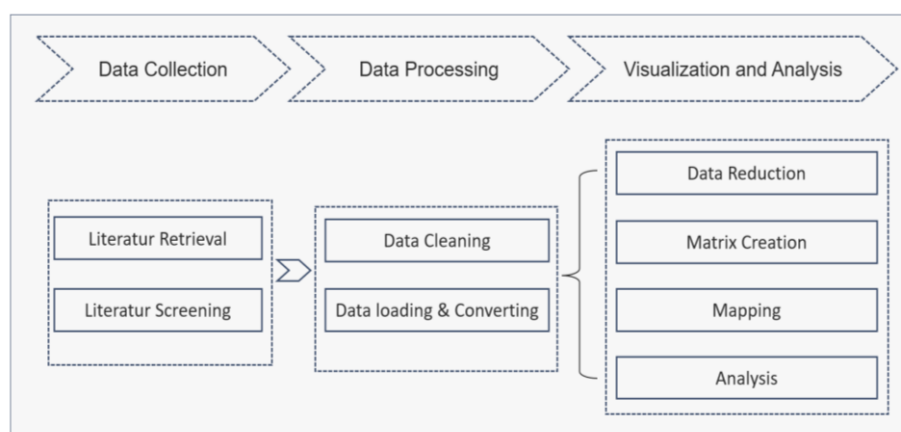 Data Collection
Data Processing
Visualization and Analysis
Literatur Retrieval
Literatur Screening
Data Cleaning
Data loading & Converting
Data Reduction
Matrix Creation
Mapping
Analysis